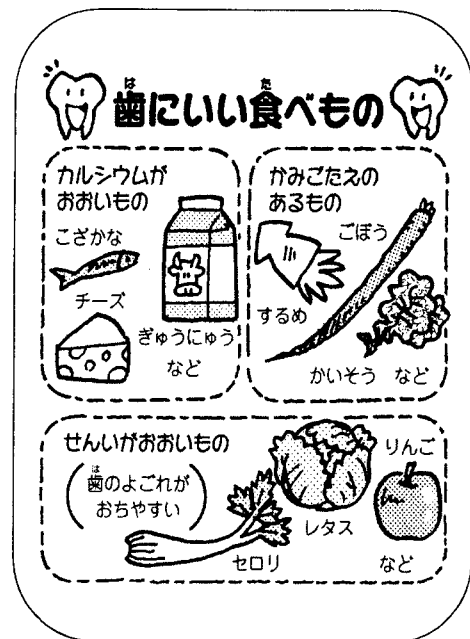 歯にいい食べもの
カルシウムが
おおいもの
こざかな
チーズ
ぎゅうにゅう
など
かみごたえの
あるもの
ごぼう
するめ
かいそう など
せんいがおおいもの
(歯のよごれが
おちやすい)
りんご
レタス
セロリ
など